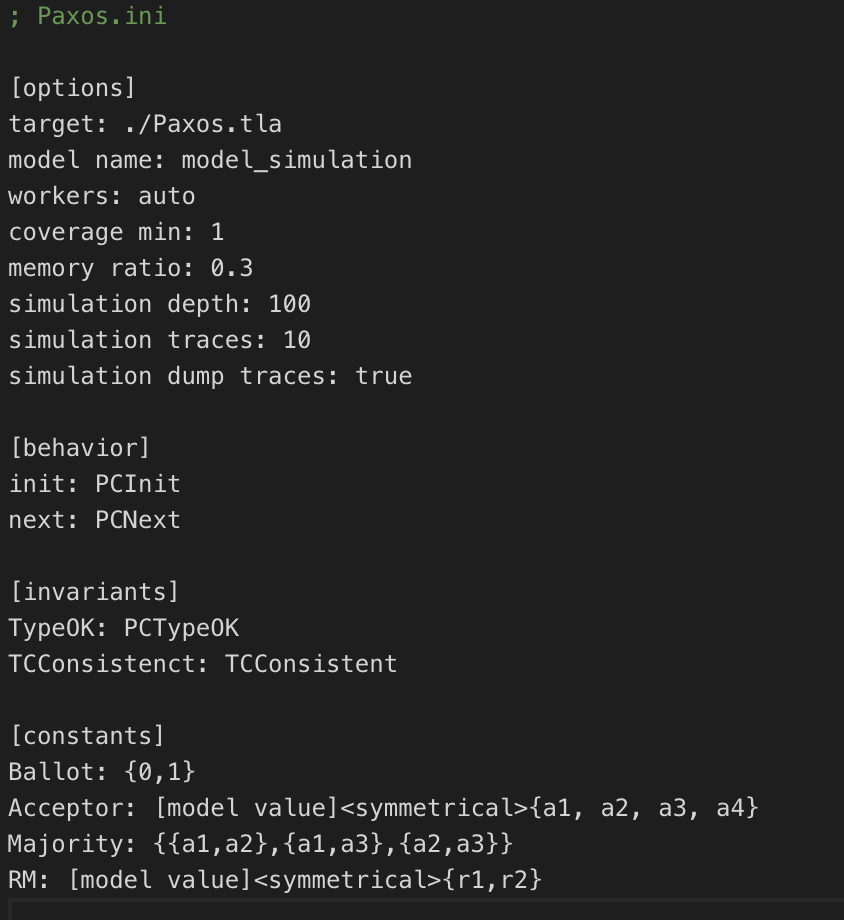 ; Paxos.ini
[options]
target: ./Paxos.tla
model name: model_simulation
workers: auto
coverage min: 1
memory ratio: 0.3
simulation depth: 100
simulation traces: 10
simulation dump traces: true
[behavior]
init: PCInit
next: PCNext
[invariants]
TypeOK: PCTypeOK
TCConsistenct: TCConsistent
[constants]
Ballot: {0,1}
Acceptor: [model value]<symmetrical>{a1, a2, a3, a4}
Majority: {{a1,a2},{a1,a3},{a2,a3}}
RM: [model value]<symmetrical>{r1,r2}